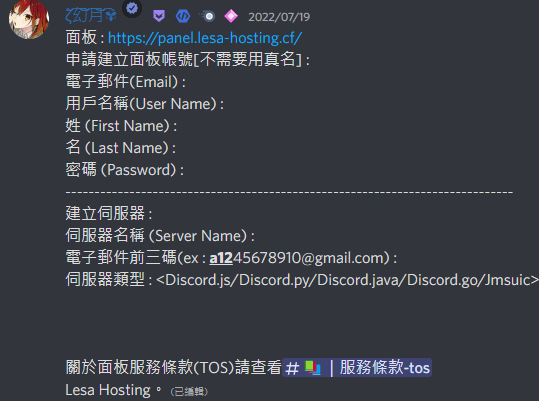 ζ幻月 2022/07/19
面板 : https://panel.lesa-hosting.cf/
申請建立面板帳號[不需要用真名] :
電子郵件(Email) :
用戶名稱(User Name) :
姓 (First Name) :
名 (Last Name) :
密碼 (Password) :
--------------------------------------------------------------------------------
建立伺服器 :
伺服器名稱 (Server Name) :
電子郵件前三碼(ex : a1245678910@gmail.com) :
伺服器類型 : <Discord.js/Discord.py/Discord.java/Discord.go/Jmsuic>
關於面板服務條款(TOS)請查看# | 服務條款-tos
Lesa Hosting。 (已編輯)